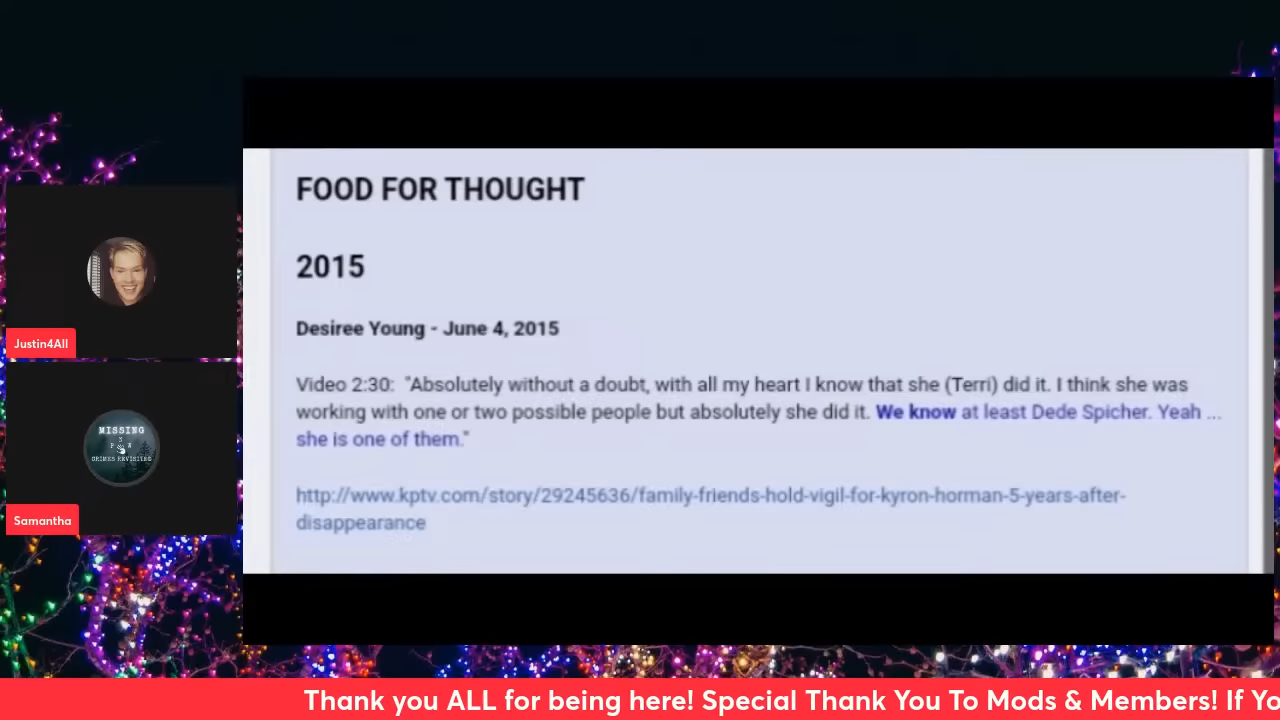 FOOD FOR THOUGHT
2015
Desiree Young - June 4, 2015
Video 2:30: "Absolutely without a doubt, with all my heart I know that she (Terri) did it. I think she was
working with one or two possible people but absolutely she did it. We know at least Dede Spicher. Yeah ...
she is one of them."
http://www.kptv.com/story/29245636/family-friends-hold-vigil-for-kyron-horman-5-years-after-
disappearance
Justin4All
MISSING
CRIMES REVISITED
Samantha
Thank you ALL for being here! Special Thank You To Mods & Members! If Yo